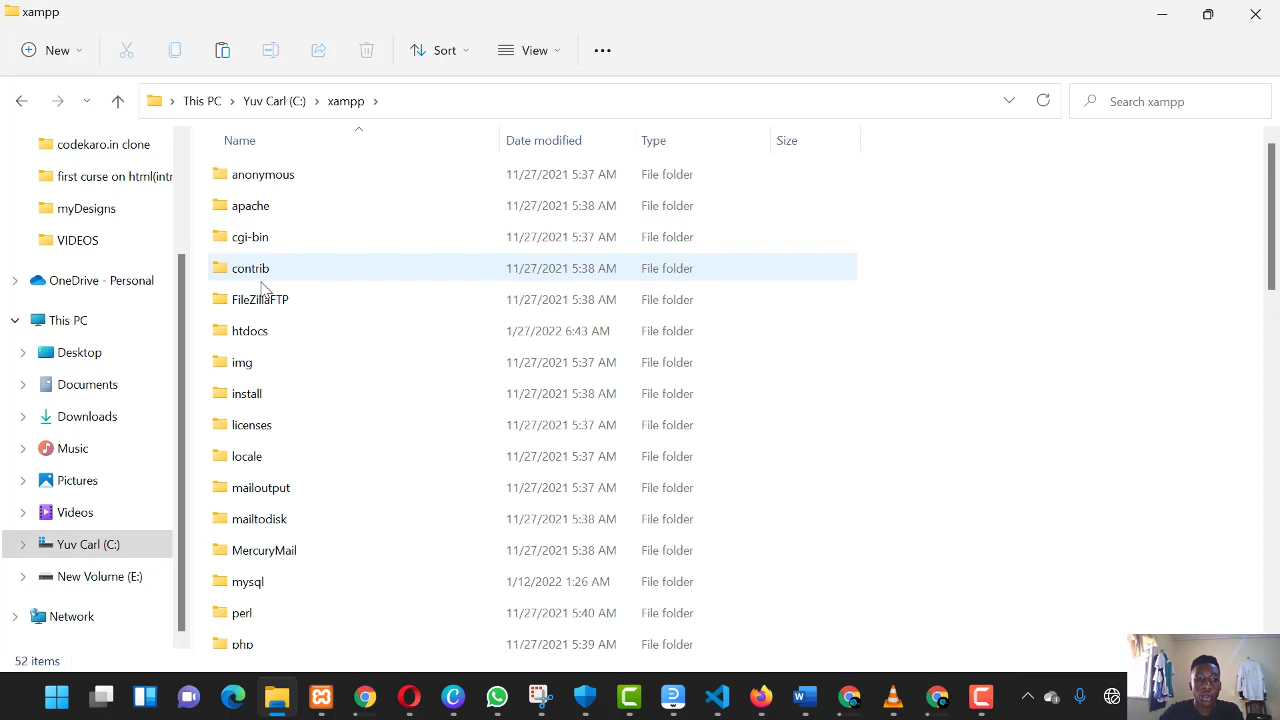 xampp
New
Sort
View
This PC
Yuv Carl (C:)
xampp
Search xampp
codekaro.in clone
first curse on html(intr
myDesigns
VIDEOS
OneDrive - Personal
This PC
Desktop
Documents
Downloads
Music
Pictures
Videos
Yuv Carl (C:)
New Volume (E:)
Network
Name Date modified Type Size
anonymous 11/27/2021 5:37 AM File folder
apache 11/27/2021 5:38 AM File folder
cgi-bin 11/27/2021 5:37 AM File folder
contrib 11/27/2021 5:38 AM File folder
FileZillaFTP 11/27/2021 5:38 AM File folder
htdocs 1/27/2022 6:43 AM File folder
img 11/27/2021 5:37 AM File folder
install 11/27/2021 5:38 AM File folder
licenses 11/27/2021 5:37 AM File folder
locale 11/27/2021 5:37 AM File folder
mailoutput 11/27/2021 5:37 AM File folder
mailtodisk 11/27/2021 5:38 AM File folder
MercuryMail 11/27/2021 5:38 AM File folder
mysql 1/12/2022 1:26 AM File folder
perl 11/27/2021 5:40 AM File folder
php 11/27/2021 5:39 AM File folder
52 items